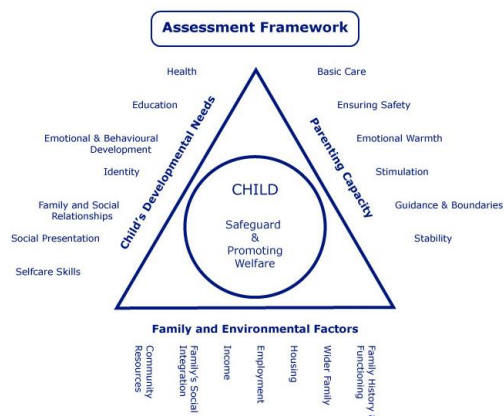 Assessment Framework
Health
Education
Emotional & Behavioural
Development
Identity
Family and Social
Relationships
Social Presentation
Selfcare Skills
Child's Developmental Needs
Basic Care
Ensuring Safety
Emotional Warmth
Stimulation
Guidance & Boundaries
Stability
Parenting Capacity
CHILD
Safeguard
&
Promoting
Welfare
Family and Environmental Factors
Community
Resources
Family's Social
Integration
Income
Employment
Housing
Wider Family
Family History &
Functioning